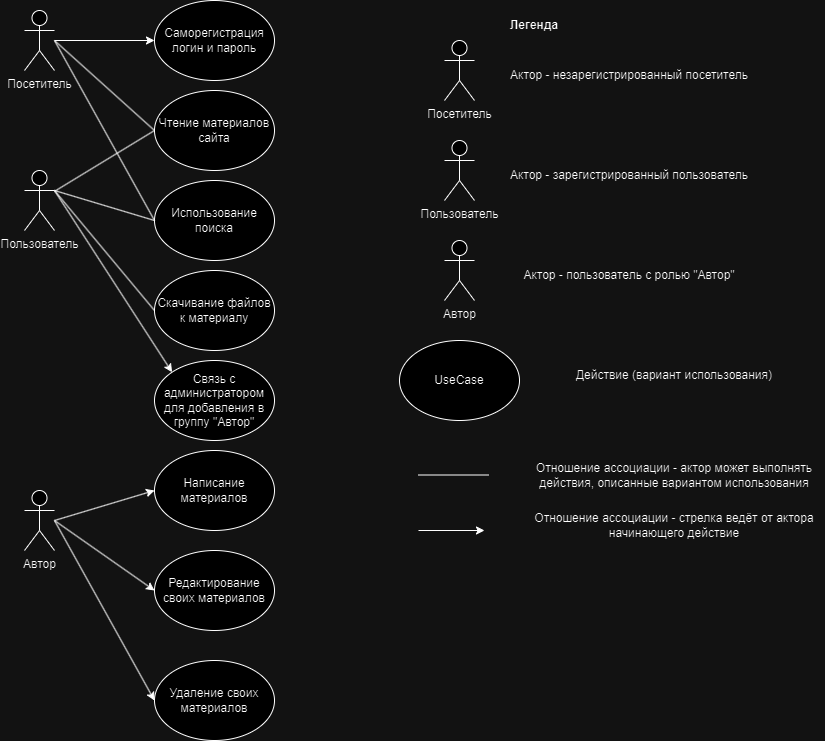 Посетитель
Саморегистрация
логин и пароль
Чтение материалов
сайта
Пользователь
Использование
поиска
Скачивание файлов
к материалу
Связь с
администратором
для добавления в
группу "Автор"
Автор
Написание
материалов
Редактирование
своих материалов
Удаление своих
материалов
Легенда
Посетитель
Актор - незарегистрированный посетитель
Пользователь
Актор - зарегистрированный пользователь
Автор
Актор - пользователь с ролью "Автор"
UseCase
Действие (вариант использования)
Отношение ассоциации - актор может выполнять
действия, описанные вариантом использования
Отношение ассоциации - стрелка ведёт от актора
начинающего действие